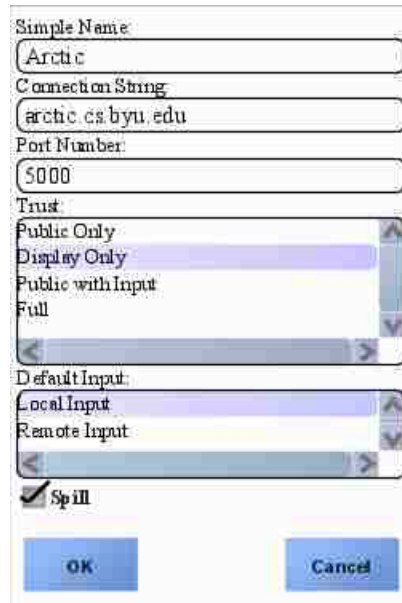 Simple Name:
Arctic
Connection String:
arctic.cs.byu.edu
Port Number:
5000
Trust:
Public Only
Display Only
Public with Input
Full
Default Input:
Local Input
Remote Input
Spill
OK
Cancel